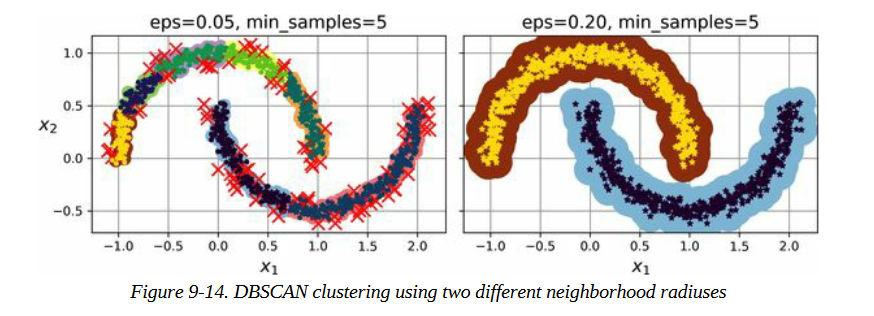 eps=0.05, min_samples=5
eps=0.20, min_samples=5
1.0
0.5
x2
0.0
−0.5
−1.0 −0.5 0.0 0.5 1.0 1.5 2.0
−1.0 −0.5 0.0 0.5 1.0 1.5 2.0
x1
x1
Figure 9-14. DBSCAN clustering using two different neighborhood radiuses